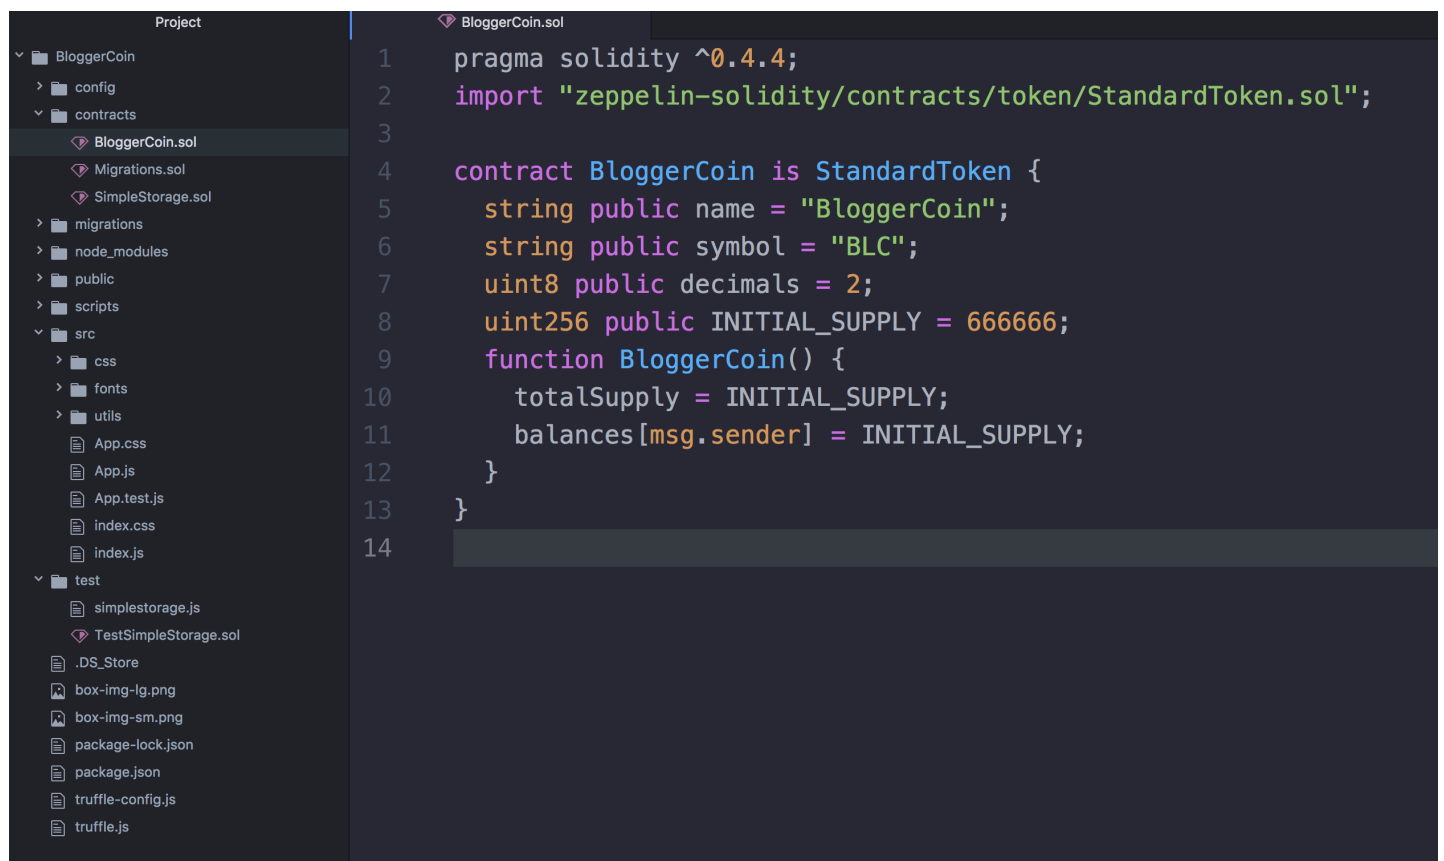 Project
BloggerCoin
config
contracts
BloggerCoin.sol
Migrations.sol
SimpleStorage.sol
migrations
node_modules
public
scripts
src
css
fonts
utils
App.css
App.js
App.test.js
index.css
index.js
test
simplestorage.js
TestSimpleStorage.sol
.DS_Store
box-img-lg.png
box-img-sm.png
package-lock.json
package.json
truffle-config.js
truffle.js
BloggerCoin.sol
1 pragma solidity ^0.4.4;
2 import "zeppelin-solidity/contracts/token/StandardToken.sol";
3
4 contract BloggerCoin is StandardToken {
5   string public name = "BloggerCoin";
6   string public symbol = "BLC";
7   uint8 public decimals = 2;
8   uint256 public INITIAL_SUPPLY = 666666;
9   function BloggerCoin() {
10     totalSupply = INITIAL_SUPPLY;
11     balances[msg.sender] = INITIAL_SUPPLY;
12   }
13 }
14